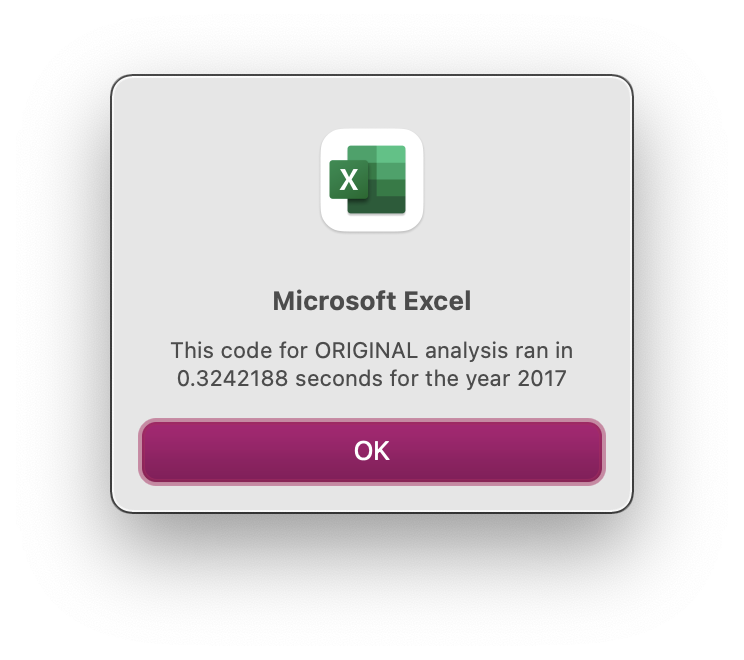 X
Microsoft Excel
This code for ORIGINAL analysis ran in
0.3242188 seconds for the year 2017
OK